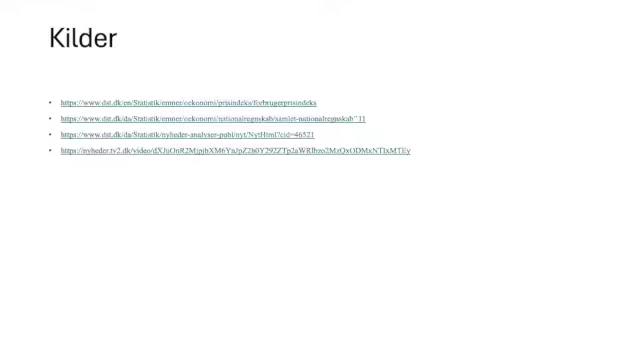 Kilder
https://www.dst.dk/en/Statistik/emner/oekonomi/prisindeks/forbrugerprisindeks
https://www.dst.dk/da/Statistik/emner/oekonomi/nationalregnskab/samlet-nationalregnskab"11
https://www.dst.dk/da/Statistik/nyheder-analyser-publ/nyt/NytHtml?cid=46521